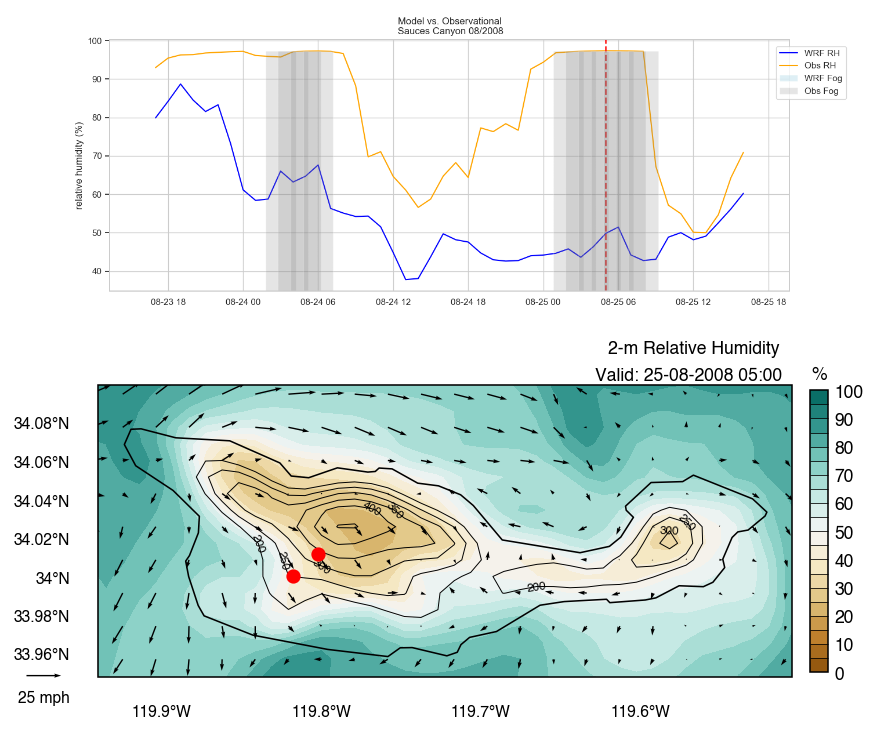 Model vs. Observational
Sauces Canyon 08/2008
100
90
80
70
60
50
40
relative humidity (%)
08-23 18
08-24 00
08-24 06
08-24 12
08-24 18
08-25 00
08-25 06
08-25 12
08-25 18
WRF RH
Obs RH
WRF Fog
Obs Fog
2-m Relative Humidity
Valid: 25-08-2008 05:00
%
34.08°N
34.06°N
34.04°N
34.02°N
34°N
33.98°N
33.96°N
25 mph
119.9°W
119.8°W
119.7°W
119.6°W
400
350
200
250
300
200
300
250
100
90
80
70
60
50
40
30
20
10
0